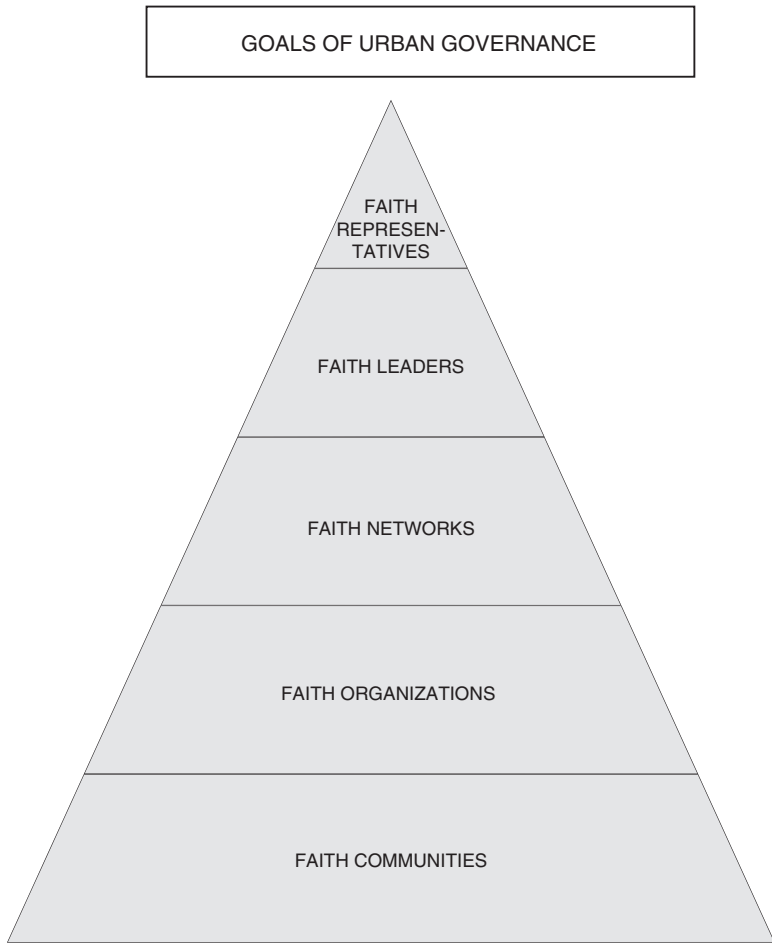 GOALS OF URBAN GOVERNANCE
FAITH
REPRESEN-
TATIVES
FAITH LEADERS
FAITH NETWORKS
FAITH ORGANIZATIONS
FAITH COMMUNITIES